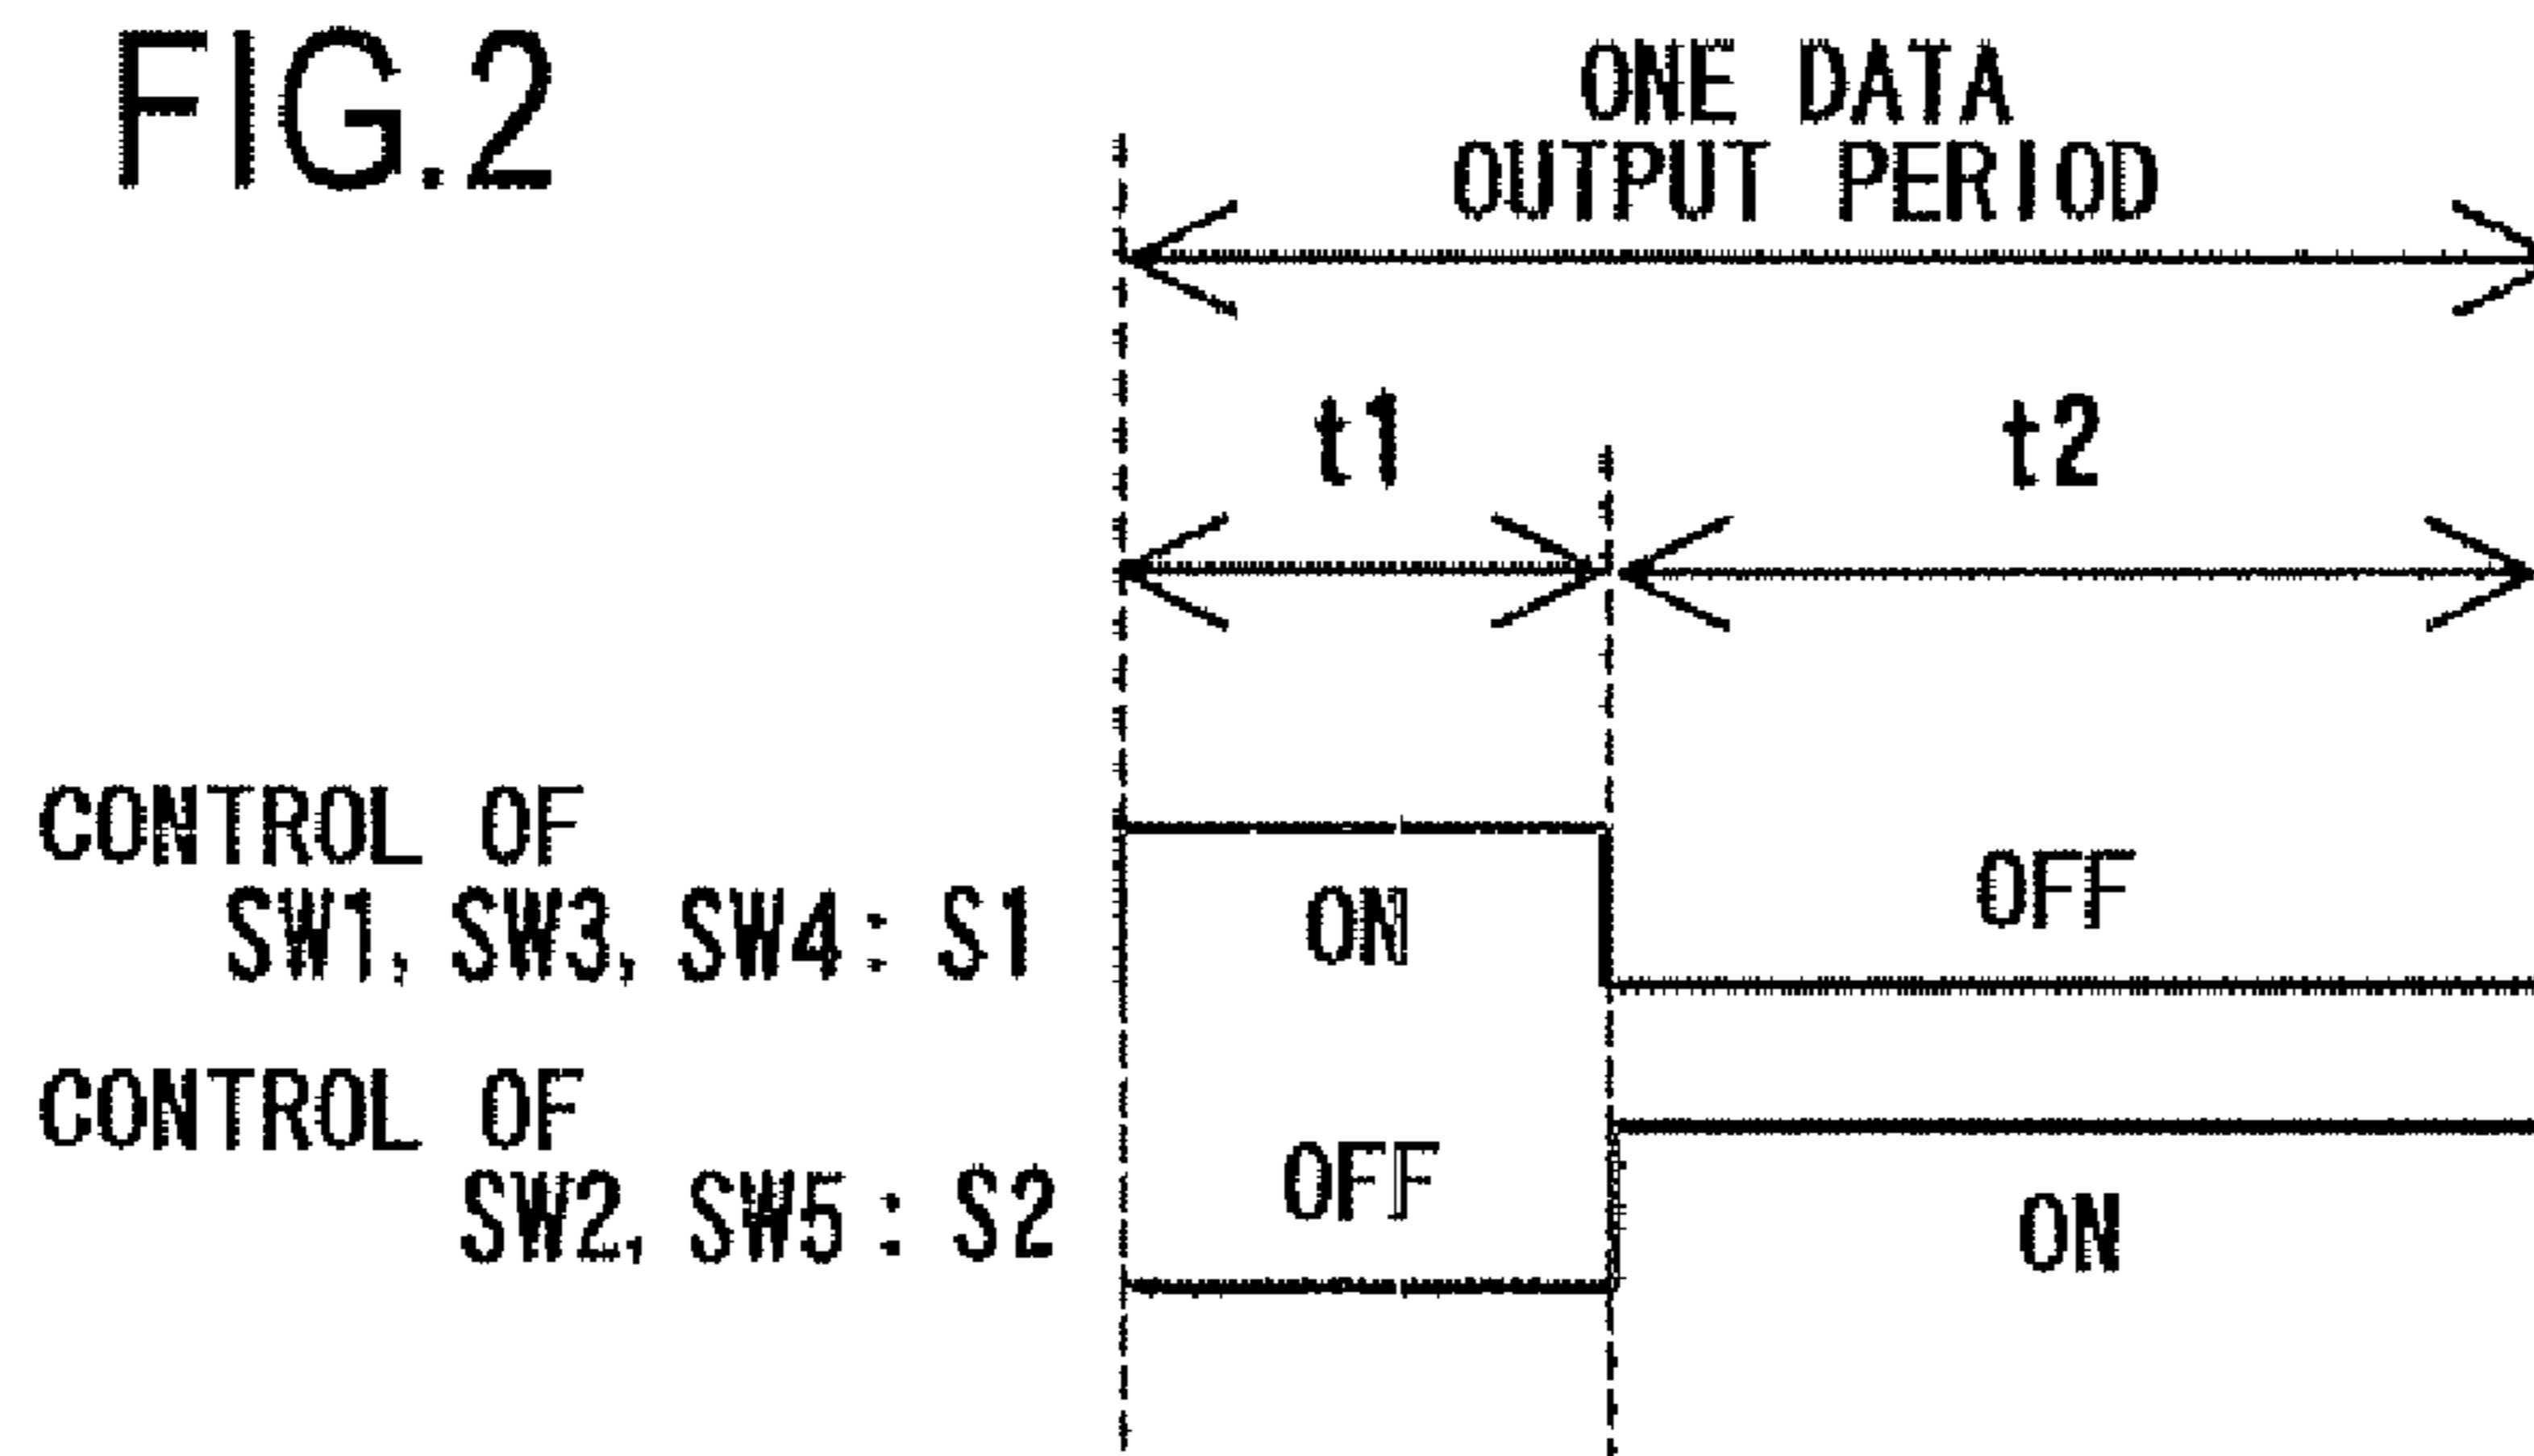 FIG.2
ONE DATA
OUTPUT PERIOD
t1
t2
CONTROL OF
SW1, SW3, SW4 : S1
ON
OFF
CONTROL OF
SW2, SW5 : S2
OFF
ON